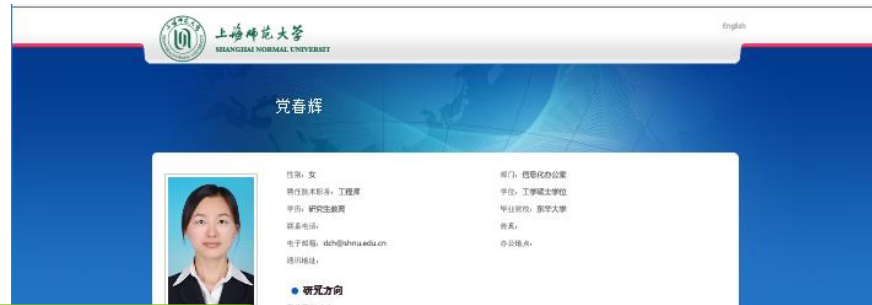 上海师范大学
SHANGHAI NORMAL UNIVERSIT
English
党春辉
性别：女
部门：信息化办公室
聘任技术职务：工程师
学位：工学硕士学位
学历：研究生教育
毕业院校：东华大学
联系电话：
传真：
电子邮箱：dch@shnu.edu.cn
办公地点：
通讯地址：
研究方向